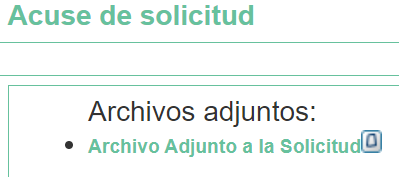 Acuse de solicitud
Archivos adjuntos:
Archivo Adjunto a la Solicitud